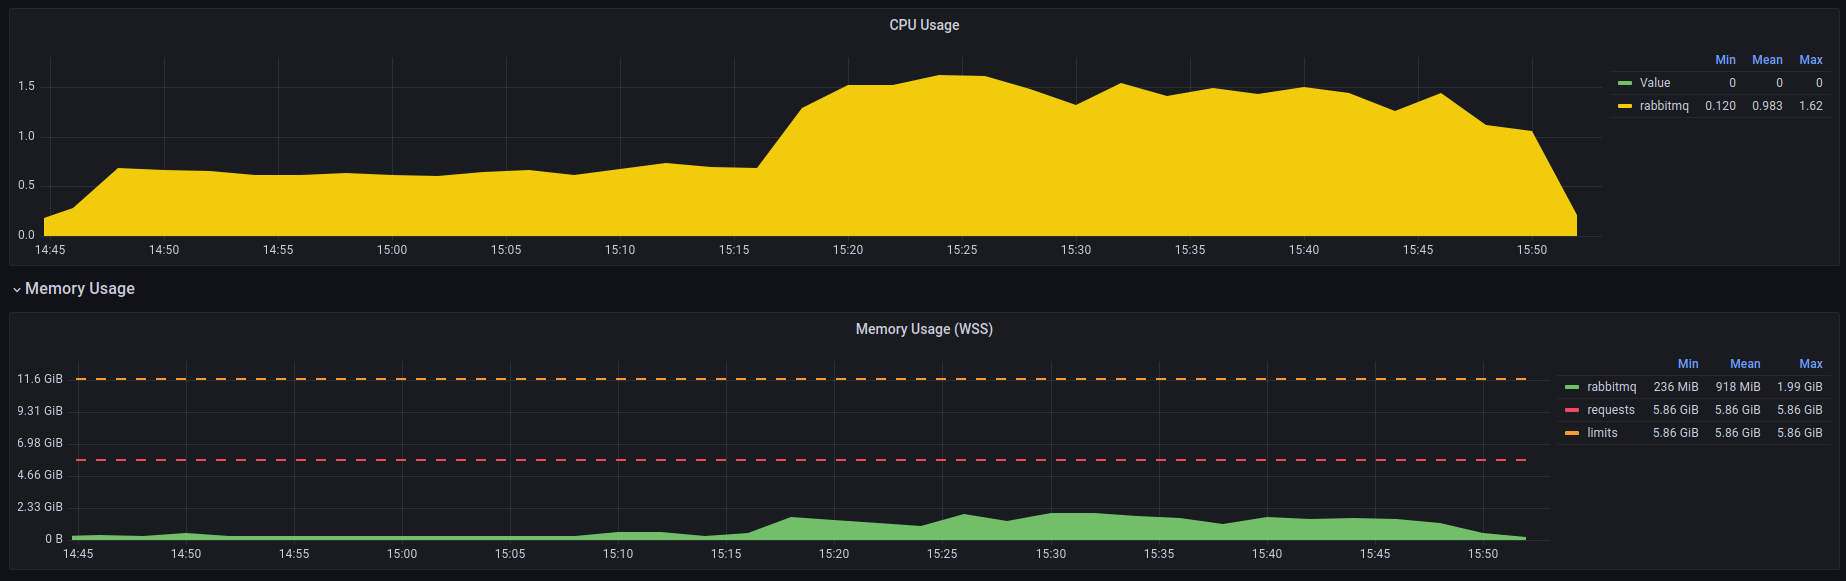 CPU Usage
Min Mean Max
Value 0 0 0
rabbitmq 0.120 0.983 1.62
1.5
1.0
0.5
0.0
14:45 14:50 14:55 15:00 15:05 15:10 15:15 15:20 15:25 15:30 15:35 15:40 15:45 15:50
Memory Usage
Memory Usage (WSS)
Min Mean Max
rabbitmq 236 MiB 918 MiB 1.99 GiB
requests 5.86 GiB 5.86 GiB 5.86 GiB
limits 5.86 GiB 5.86 GiB 5.86 GiB
11.6 GiB
9.31 GiB
6.98 GiB
4.66 GiB
2.33 GiB
0 B
14:45 14:50 14:55 15:00 15:05 15:10 15:15 15:20 15:25 15:30 15:35 15:40 15:45 15:50